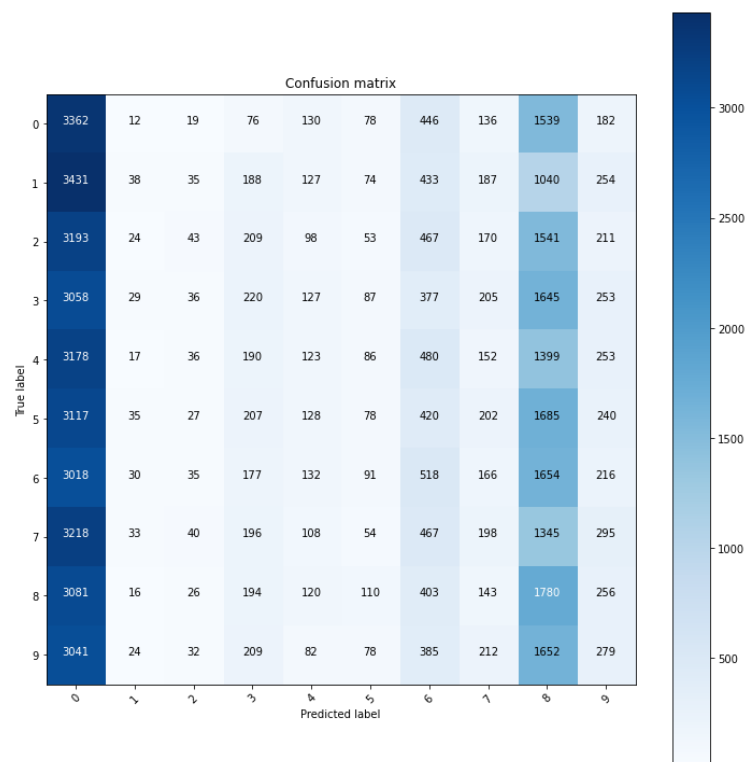 Confusion matrix
0 3362 12 19 76 130 78 446 136 1539 182
1 3431 38 35 188 127 74 433 187 1040 254
2 3193 24 43 209 98 53 467 170 1541 211
3 3058 29 36 220 127 87 377 205 1645 253
4 3178 17 36 190 123 86 480 152 1399 253
5 3117 35 27 207 128 78 420 202 1685 240
6 3018 30 35 177 132 91 518 166 1654 216
7 3218 33 40 196 108 54 467 198 1345 295
8 3081 16 26 194 120 110 403 143 1780 256
9 3041 24 32 209 82 78 385 212 1652 279
0 1 2 3 4 5 6 7 8 9
Predicted label
True label
3000
2500
2000
1500
1000
500